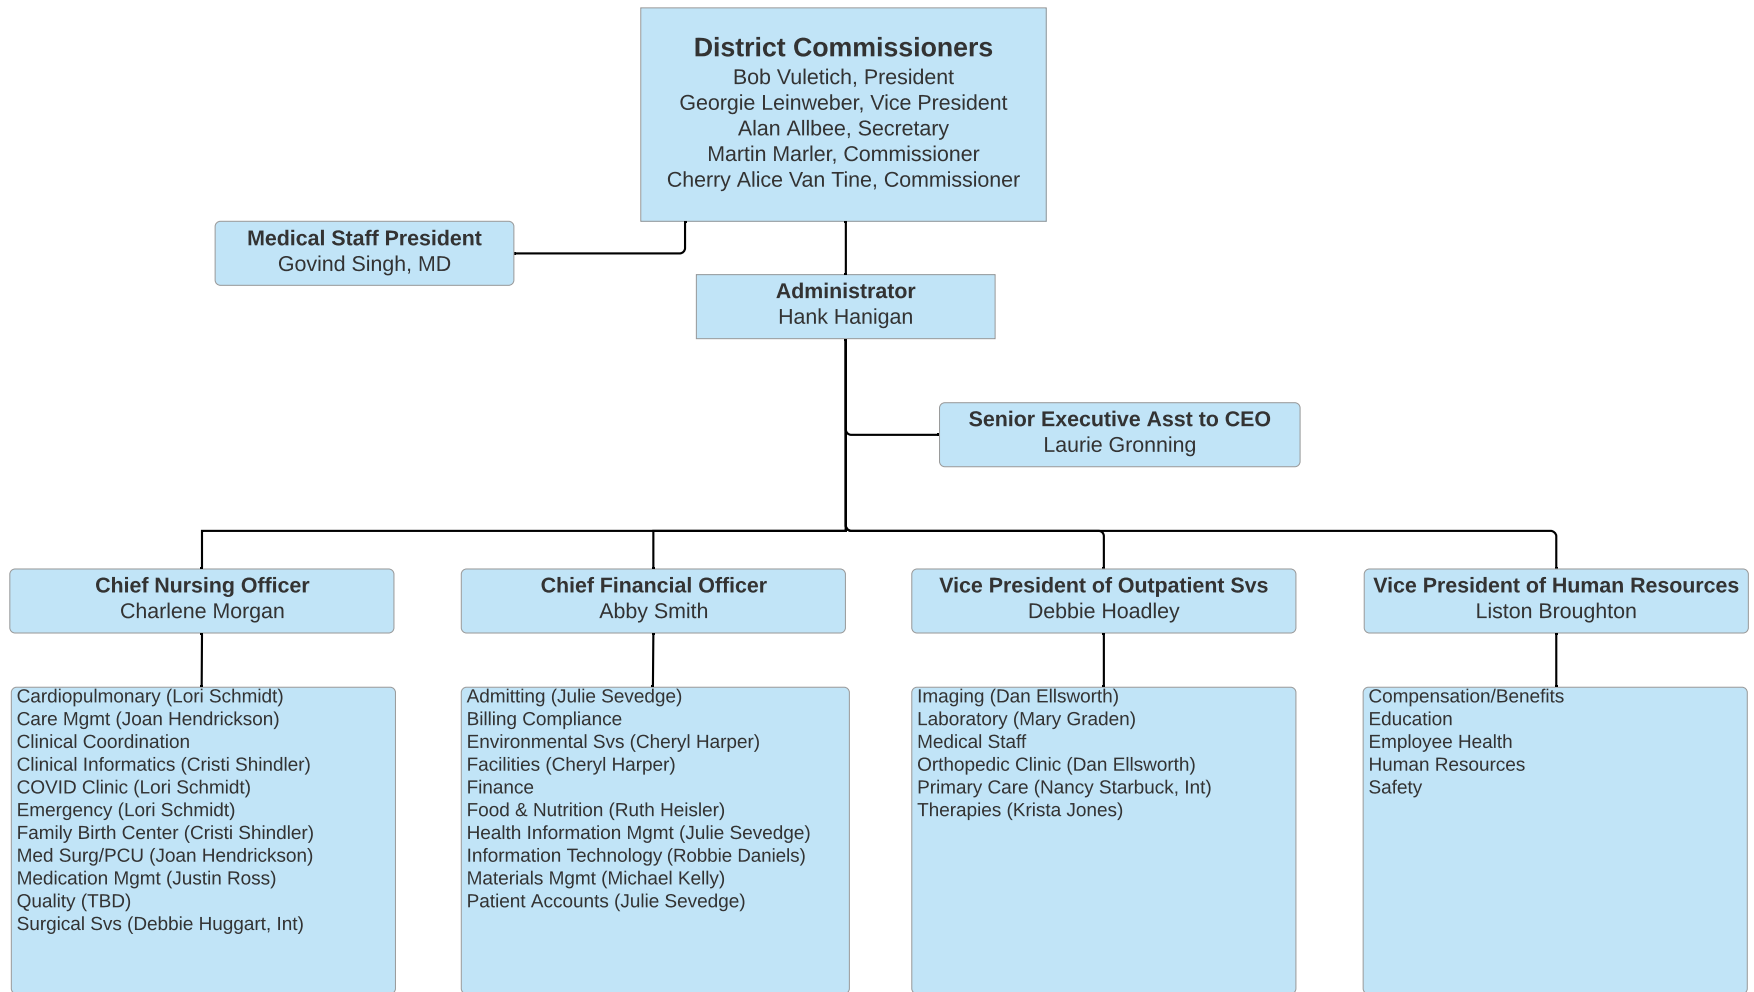 District Commissioners
Bob Vuletich, President
Georgie Leinweber, Vice President
Alan Allbee, Secretary
Martin Marler, Commissioner
Cherry Alice Van Tine, Commissioner
Medical Staff President
Govind Singh, MD
Administrator
Hank Hanigan
Senior Executive Asst to CEO
Laurie Gronning
Chief Nursing Officer
Charlene Morgan
Chief Financial Officer
Abby Smith
Vice President of Outpatient Svs
Debbie Hoadley
Vice President of Human Resources
Liston Broughton
Cardiopulmonary (Lori Schmidt)
Care Mgmt (Joan Hendrickson)
Clinical Coordination
Clinical Informatics (Cristi Shindler)
COVID Clinic (Lori Schmidt)
Emergency (Lori Schmidt)
Family Birth Center (Cristi Shindler)
Med Surg/PCU (Joan Hendrickson)
Medication Mgmt (Justin Ross)
Quality (TBD)
Surgical Svs (Debbie Huggart, Int)
Admitting (Julie Sevedge)
Billing Compliance
Environmental Svs (Cheryl Harper)
Facilities (Cheryl Harper)
Finance
Food & Nutrition (Ruth Heisler)
Health Information Mgmt (Julie Sevedge)
Information Technology (Robbie Daniels)
Materials Mgmt (Michael Kelly)
Patient Accounts (Julie Sevedge)
Imaging (Dan Ellsworth)
Laboratory (Mary Graden)
Medical Staff
Orthopedic Clinic (Dan Ellsworth)
Primary Care (Nancy Starbuck, Int)
Therapies (Krista Jones)
Compensation/Benefits
Education
Employee Health
Human Resources
Safety